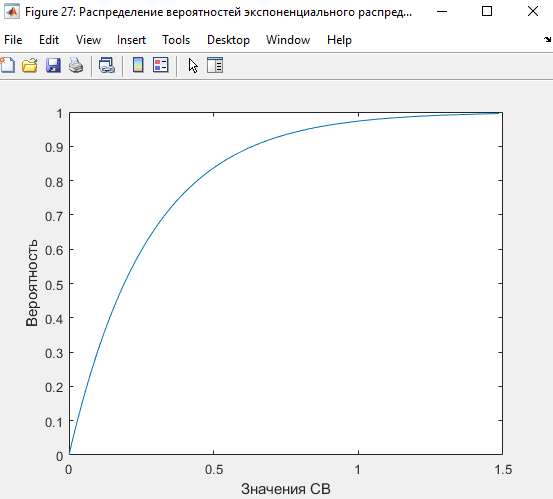 Figure 27: Распределение вероятностей экспоненциального распред...
File Edit View Insert Tools Desktop Window Help
1
0.9
0.8
0.7
0.6
0.5
0.4
0.3
0.2
0.1
0
Вероятность
0 0.5 1 1.5
Значения СВ